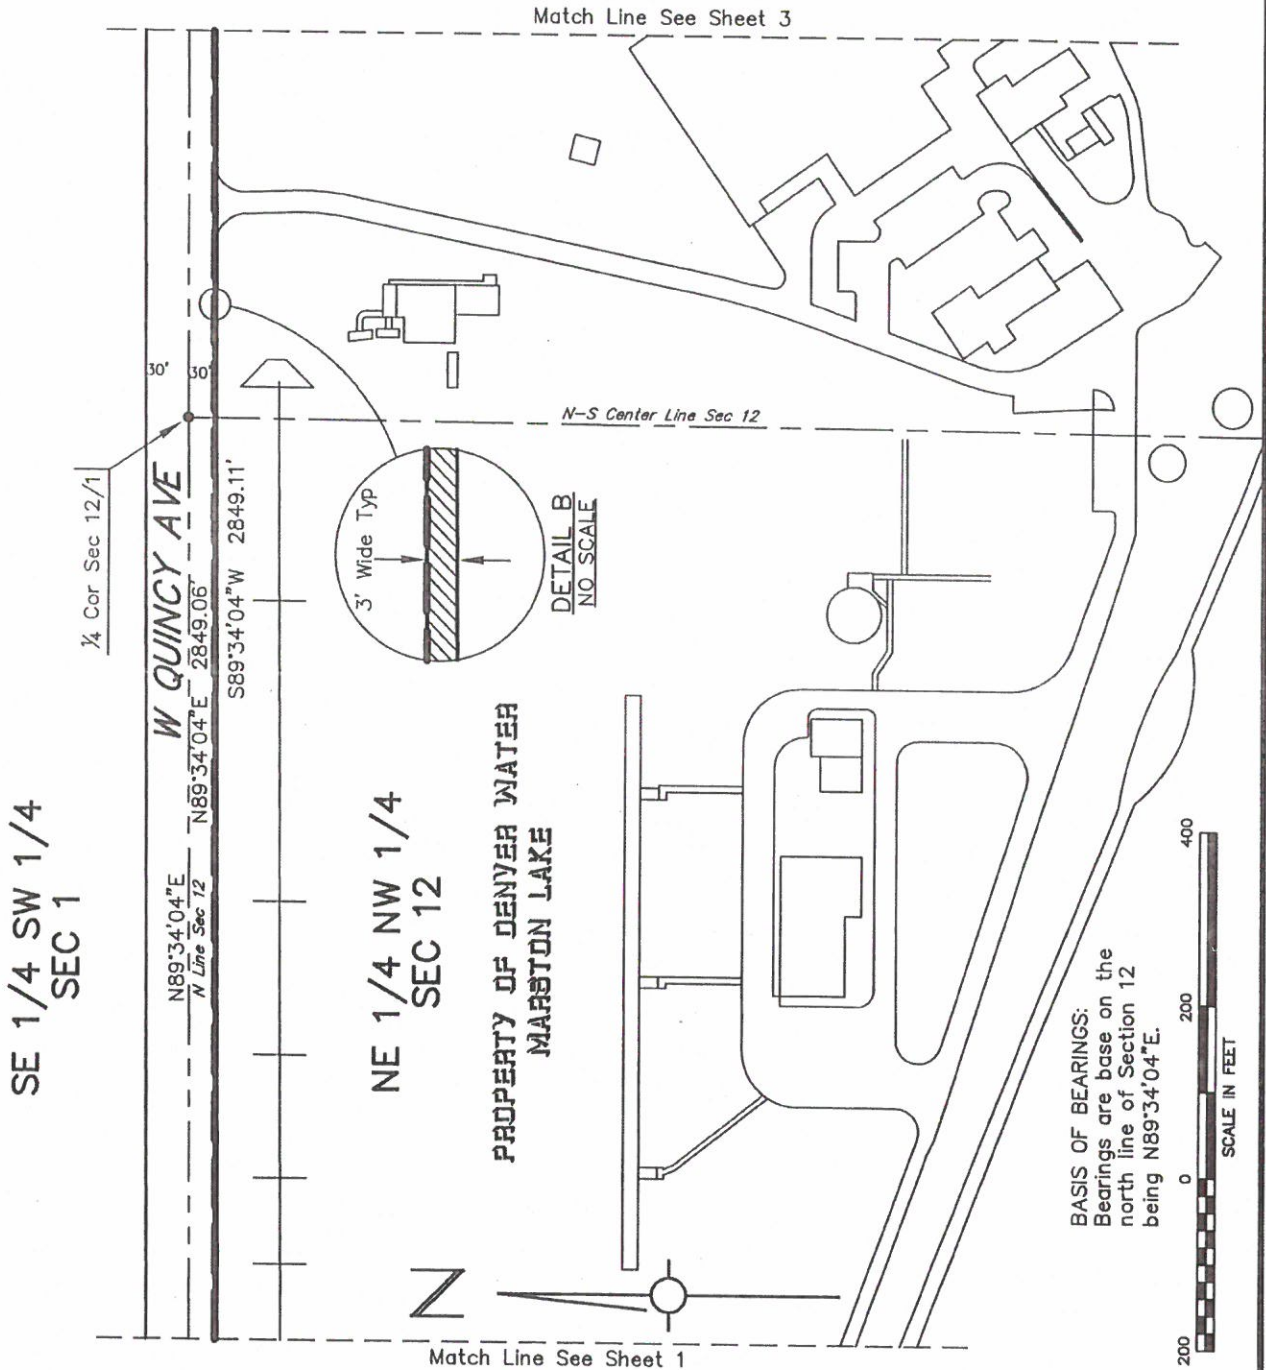 Match Line See Sheet 3
30'
30'
N-S Center Line Sec 12
1/4 Cor Sec 12/1
W QUINCY AVE
N89°34'04"E 2849.06'
S89°34'04"W 2849.11'
3' Wide Typ
DETAIL B
NO SCALE
SE 1/4 SW 1/4
SEC 1
N89°34'04"E
N Line Sec 12
NE 1/4 NW 1/4
SEC 12
PROPERTY OF DENVER WATER
MARSTON LAKE
BASIS OF BEARINGS:
Bearings are base on the
north line of Section 12
being N89°34'04"E.
200 0 200 400
SCALE IN FEET
N
Match Line See Sheet 1